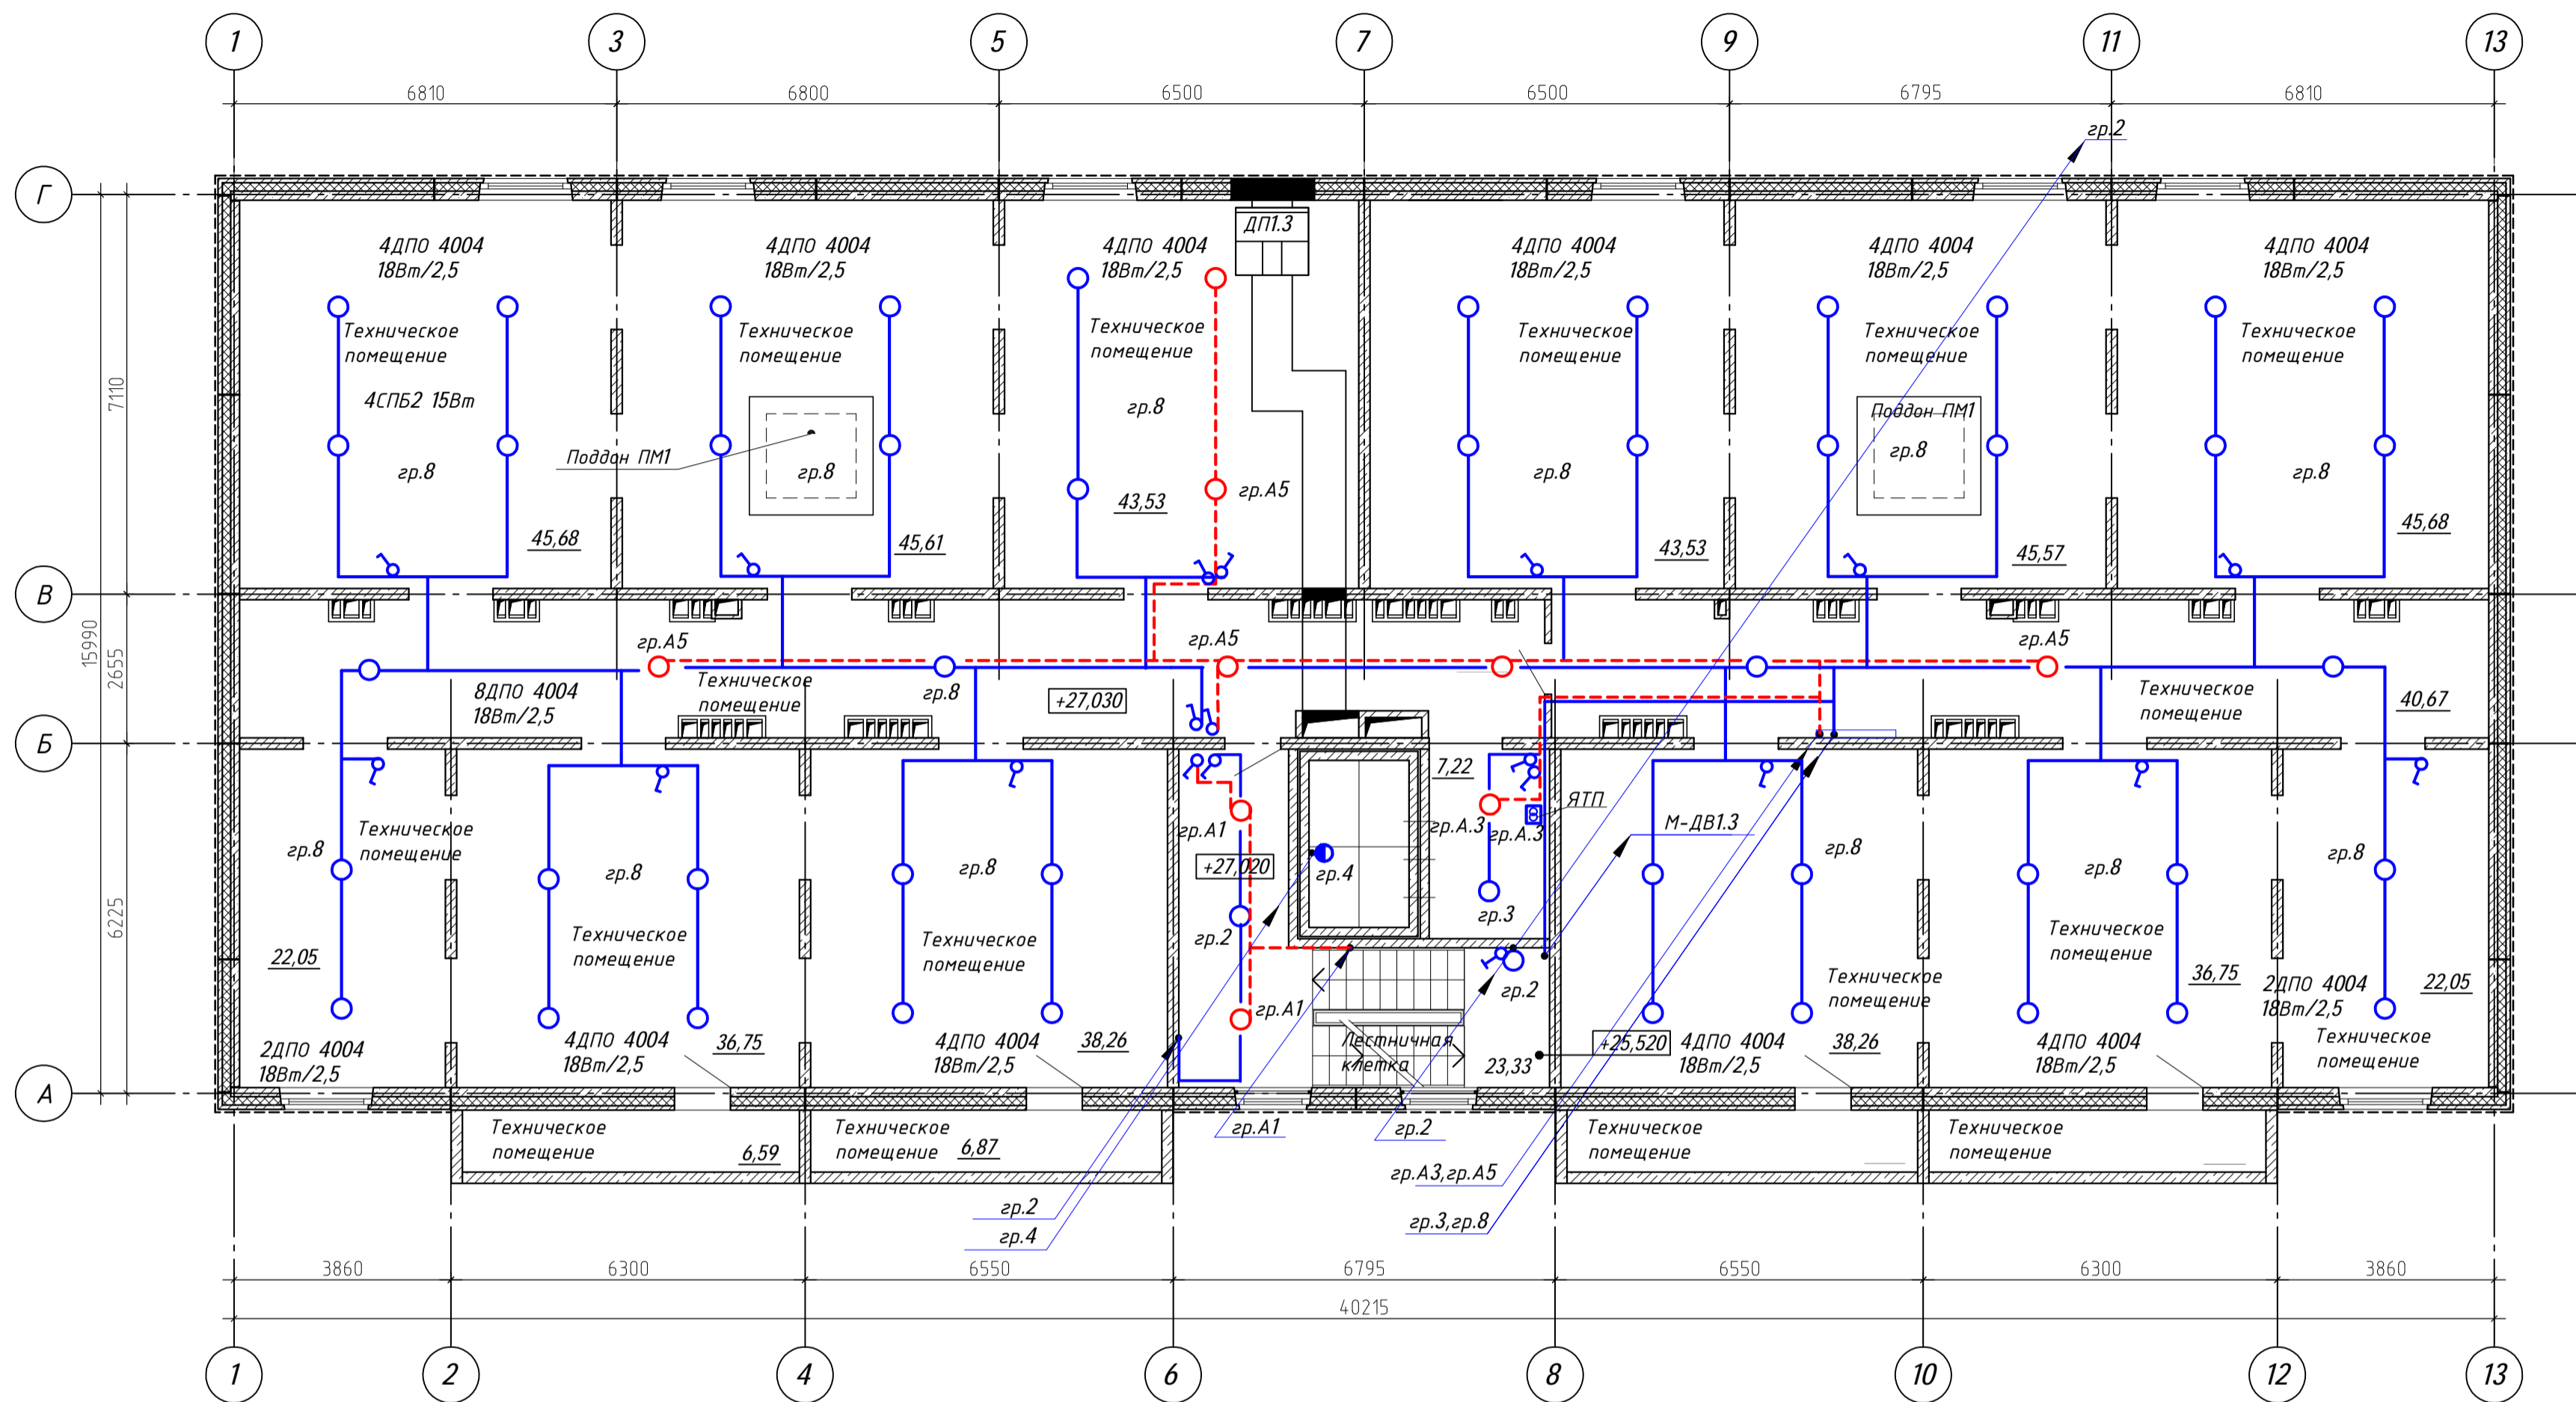 1
3
5
7
9
11
13
6810
6800
6500
6500
6795
6810
гр.2
Г
В
Б
А
7110
15990
2655
6225
ДП1.3
4ДПО 4004
18Вт/2,5
4ДПО 4004
18Вт/2,5
4ДПО 4004
18Вт/2,5
4ДПО 4004
18Вт/2,5
4ДПО 4004
18Вт/2,5
4ДПО 4004
18Вт/2,5
Техническое
помещение
4СПБ2 15Вт
гр.8
45,68
Техническое
помещение
Поддон ПМ1
гр.8
45,61
Техническое
помещение
гр.8
43,53
гр.А5
Техническое
помещение
гр.8
43,53
Техническое
помещение
Поддон ПМ1
гр.8
45,57
Техническое
помещение
гр.8
45,68
гр.А5
гр.А5
гр.А5
8ДПО 4004
18Вт/2,5
Техническое
помещение
гр.8
+27,030
Техническое
помещение
40,67
гр.8
Техническое
помещение
22,05
2ДПО 4004
18Вт/2,5
гр.8
Техническое
помещение
4ДПО 4004
18Вт/2,5
36,75
гр.8
Техническое
помещение
4ДПО 4004
18Вт/2,5
38,26
гр.А1
+27,020
гр.2
гр.А1
гр.4
7,22
ЯТП
гр.А.3
гр.А.3
гр.3
М-ДВ1.3
гр.2
Лестничная
клетка
23,33
+25,520
гр.8
Техническое
помещение
4ДПО 4004
18Вт/2,5
38,26
гр.8
Техническое
помещение
36,75
4ДПО 4004
18Вт/2,5
гр.8
2ДПО 4004
18Вт/2,5
22,05
Техническое
помещение
Техническое
помещение
6,59
Техническое
помещение
6,87
гр.А1
гр.2
Техническое
помещение
Техническое
помещение
гр.А3,гр.А5
гр.3,гр.8
гр.2
гр.4
3860
6300
6550
6795
6550
6300
3860
40215
1
2
4
6
8
10
12
13